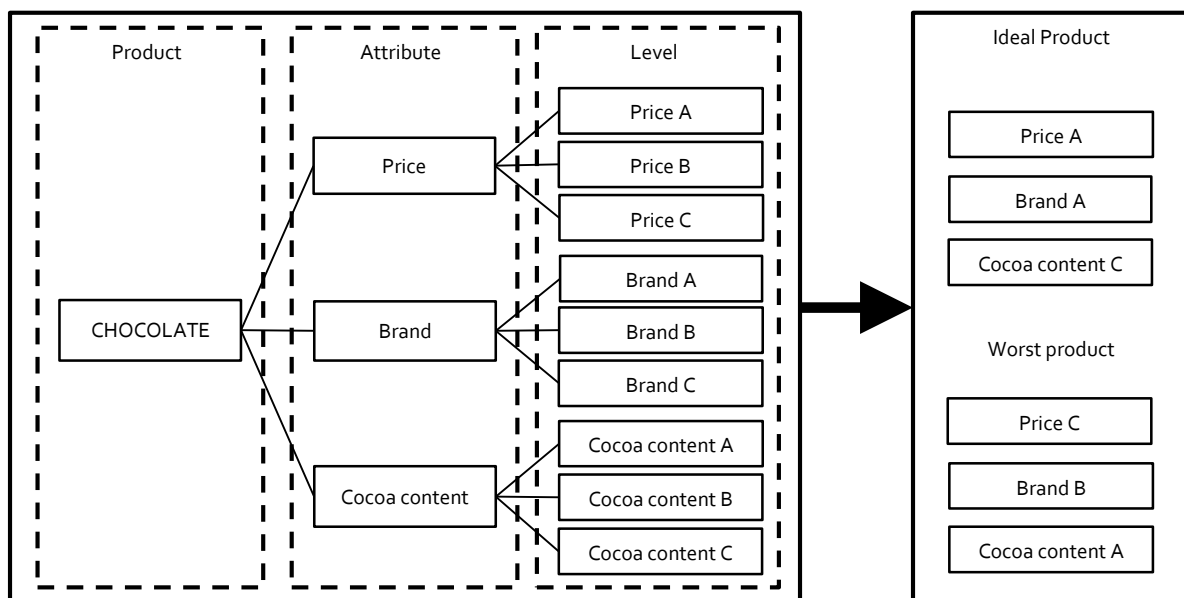 Product
Attribute
Level
CHOCOLATE
Price
Brand
Cocoa content
Price A
Price B
Price C
Brand A
Brand B
Brand C
Cocoa content A
Cocoa content B
Cocoa content C
Ideal Product
Price A
Brand A
Cocoa content C
Worst product
Price C
Brand B
Cocoa content A